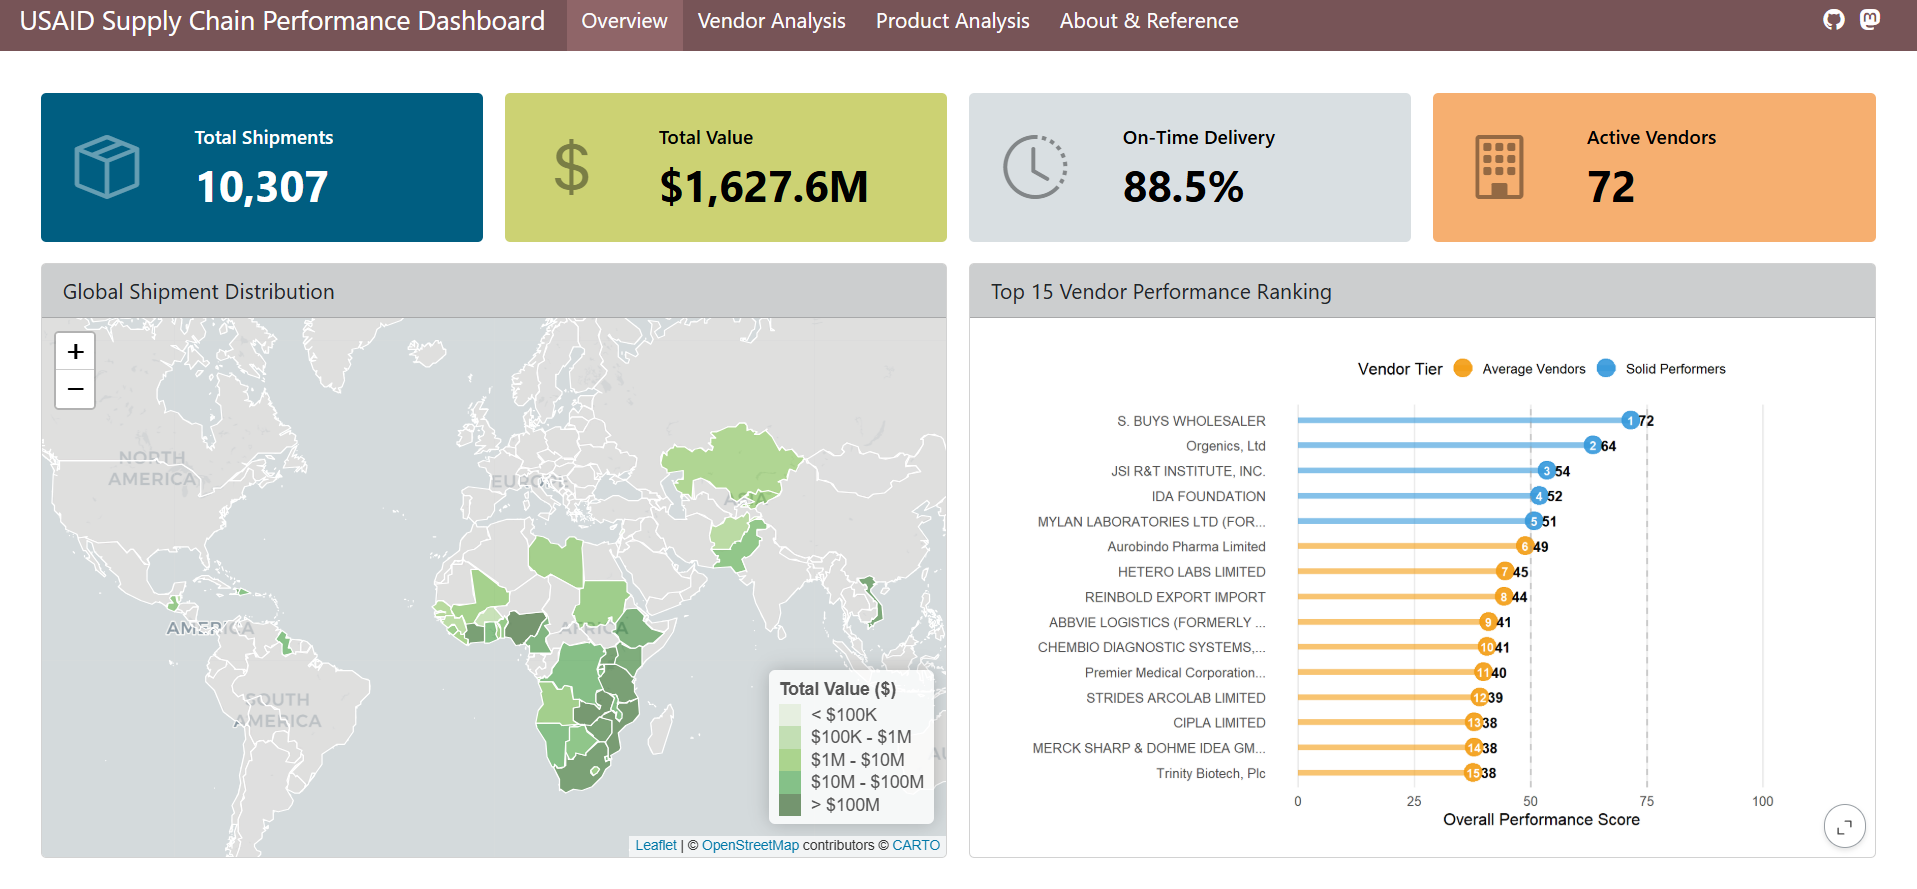 USAID Supply Chain Performance Dashboard
Overview
Vendor Analysis
Product Analysis
About & Reference
Total Shipments
10,307
Total Value
$1,627.6M
On-Time Delivery
88.5%
Active Vendors
72
Global Shipment Distribution
+
−
NORTH
AMERICA
EUROPE
ASIA
AMERICA
AFRICA
SOUTH
AMERICA
Total Value ($)
< $100K
$100K - $1M
$1M - $10M
$10M - $100M
> $100M
Leaflet | © OpenStreetMap contributors © CARTO
Top 15 Vendor Performance Ranking
Vendor Tier Average Vendors Solid Performers
S. BUYS WHOLESALER 1 72
Orgenics, Ltd 2 64
JSI R&T INSTITUTE, INC. 3 54
IDA FOUNDATION 4 52
MYLAN LABORATORIES LTD (FOR... 5 51
Aurobindo Pharma Limited 6 49
HETERO LABS LIMITED 7 45
REINBOLD EXPORT IMPORT 8 44
ABBVIE LOGISTICS (FORMERLY ... 9 41
CHEMBIO DIAGNOSTIC SYSTEMS,... 10 41
Premier Medical Corporation... 11 40
STRIDES ARCOLAB LIMITED 12 39
CIPLA LIMITED 13 38
MERCK SHARP & DOHME IDEA GM... 14 38
Trinity Biotech, Plc 15 38
0 25 50 75 100
Overall Performance Score